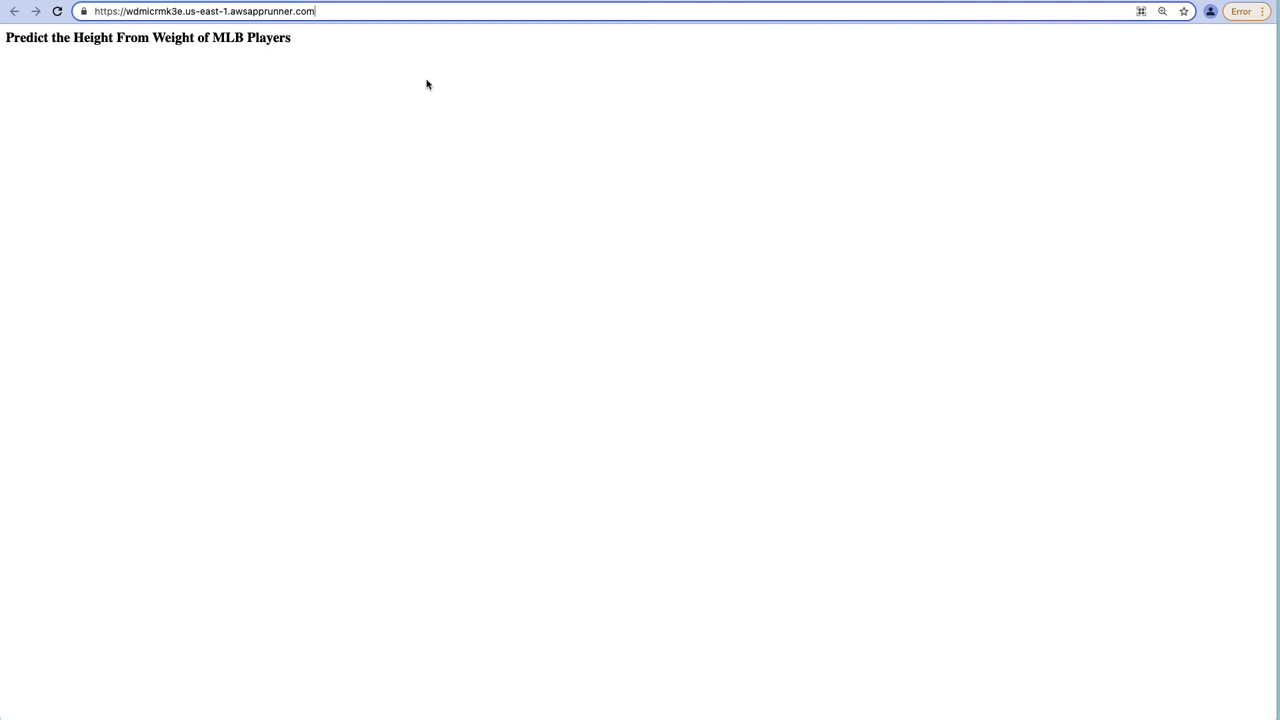 https://wdmicrmk3e.us-east-1.awsapprunner.com
Error
Predict the Height From Weight of MLB Players